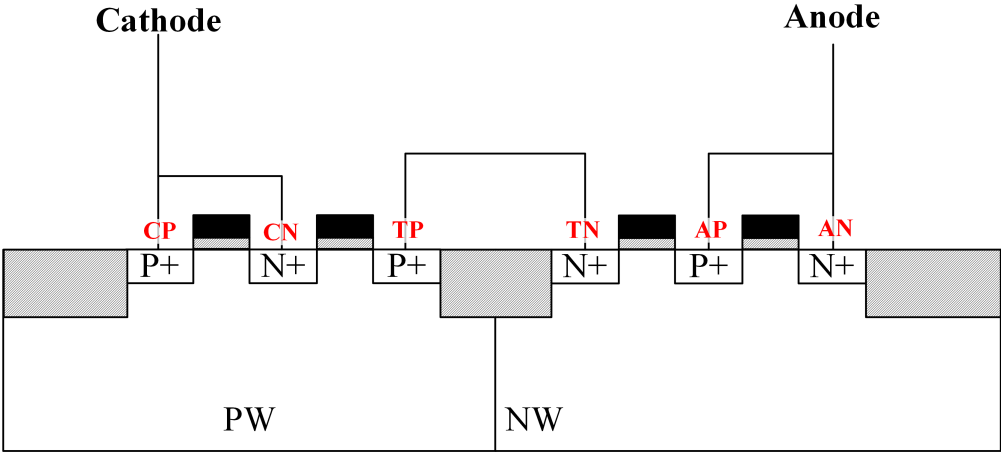 Cathode Anode
CP CN TP TN AP AN
P+ N+ P+ N+ P+ N+
PW NW